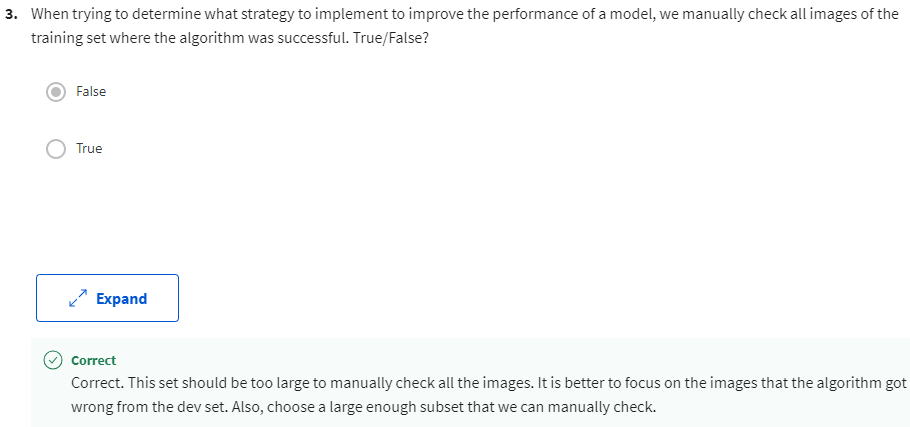 3. When trying to determine what strategy to implement to improve the performance of a model, we manually check all images of the
training set where the algorithm was successful. True/False?
False
True
Expand
Correct
Correct. This set should be too large to manually check all the images. It is better to focus on the images that the algorithm got
wrong from the dev set. Also, choose a large enough subset that we can manually check.